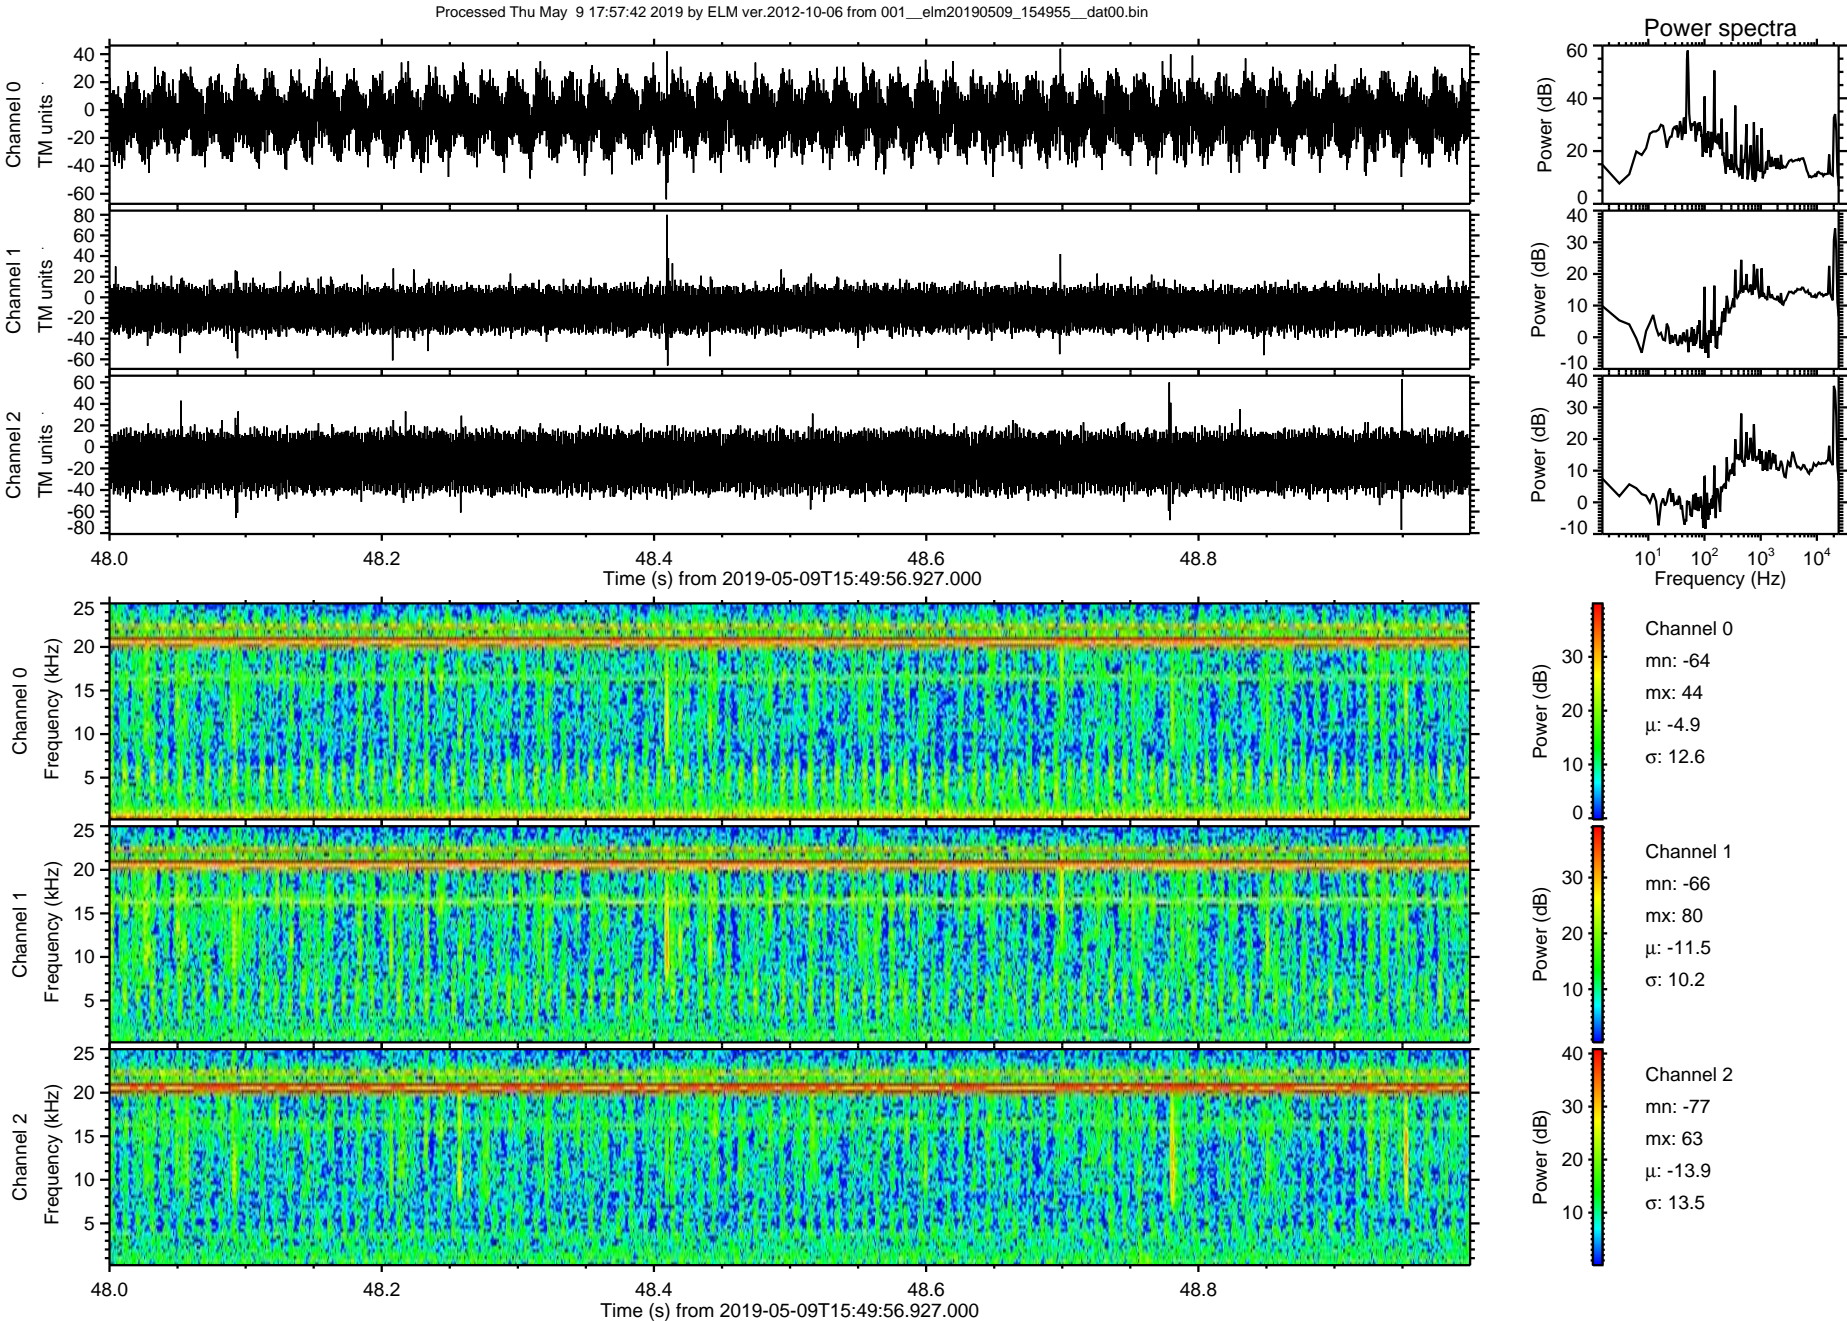 Processed Thu May  9 17:57:42 2019 by ELM ver.2012-10-06 from 001__elm20190509_154955__dat00.bin
Power spectra
Channel 0
TM units
40
20
0
-20
-40
-60
Power (dB)
60
40
20
0
Channel 1
TM units
80
60
40
20
0
-20
-40
-60
Power (dB)
40
30
20
10
0
-10
Channel 2
TM units
60
40
20
0
-20
-40
-60
-80
Power (dB)
40
30
20
10
0
-10
48.0 48.2 48.4 48.6 48.8
Time (s) from 2019-05-09T15:49:56.927.000
10^1 10^2 10^3 10^4
Frequency (Hz)
Channel 0
Frequency (kHz)
25
20
15
10
5
Power (dB)
30
20
10
0
Channel 0
mn: -64
mx: 44
μ: -4.9
σ: 12.6
Channel 1
Frequency (kHz)
25
20
15
10
5
Power (dB)
30
20
10
Channel 1
mn: -66
mx: 80
μ: -11.5
σ: 10.2
Channel 2
Frequency (kHz)
25
20
15
10
5
Power (dB)
40
30
20
10
Channel 2
mn: -77
mx: 63
μ: -13.9
σ: 13.5
48.0 48.2 48.4 48.6 48.8
Time (s) from 2019-05-09T15:49:56.927.000